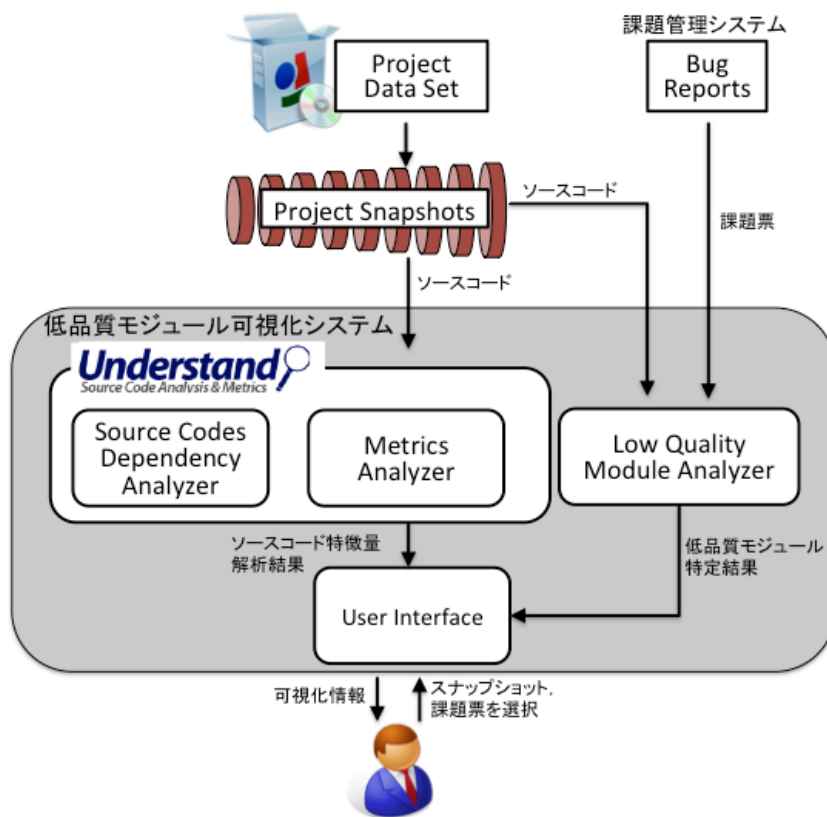 課題管理システム
Project
Data Set
Bug
Reports
Project Snapshots
ソースコード
課題票
ソースコード
低品質モジュール可視化システム
Understand
Source Code Analysis & Metrics
Source Codes
Dependency
Analyzer
Metrics
Analyzer
Low Quality
Module Analyzer
ソースコード特徴量
解析結果
低品質モジュール
特定結果
User Interface
可視化情報
スナップショット,
課題票を選択